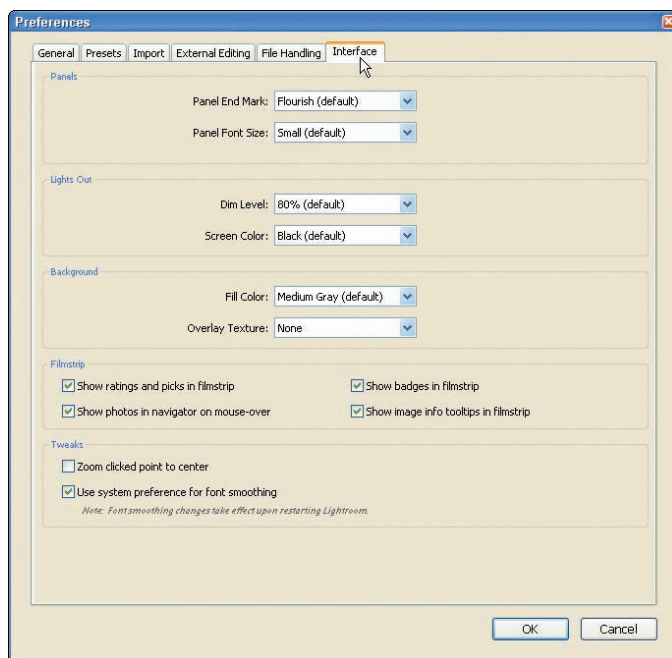 Preferences
General Presets Import External Editing File Handling Interface
Panels
Panel End Mark: Flourish (default)
Panel Font Size: Small (default)
Lights Out
Dim Level: 80% (default)
Screen Color: Black (default)
Background
Fill Color: Medium Gray (default)
Overlay Texture: None
Filmstrip
Show ratings and picks in filmstrip Show badges in filmstrip
Show photos in navigator on mouse-over Show image info tooltips in filmstrip
Tweaks
Zoom clicked point to center
Use system preference for font smoothing
Note: Font smoothing changes take effect upon restarting Lightroom.
OK Cancel